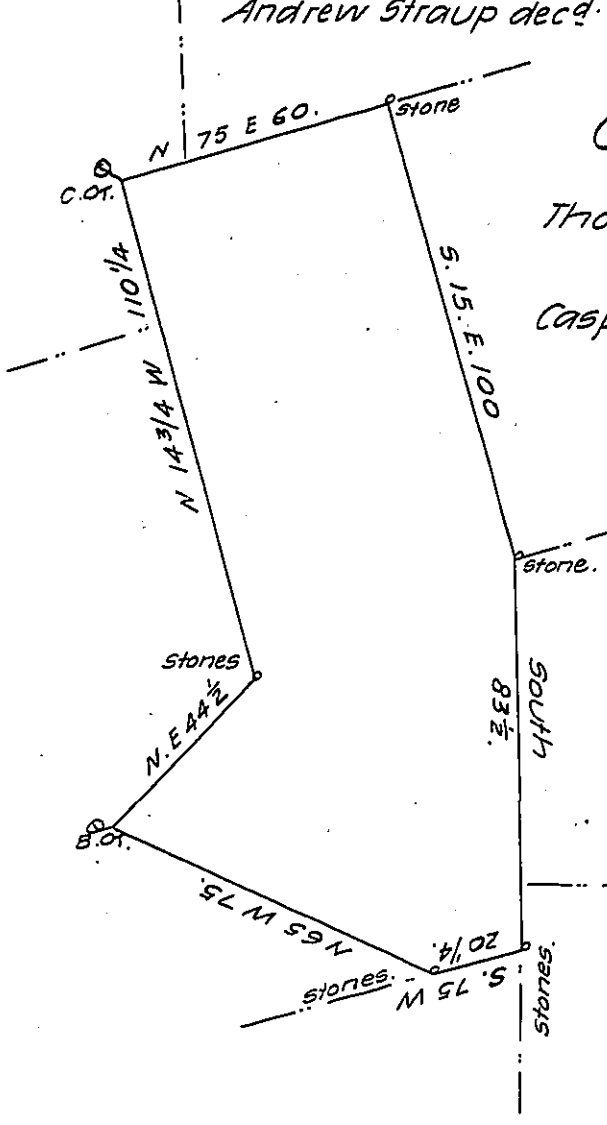 Andrew Straup decd.
N 75 E 60.
stone
C.OT.
Tho
Casp
S. 15. E. 100
N 14 3/4 W 110 1/4
stone.
Stones
South
83 1/2.
N. E 44 1/2
B.OT.
N 65 W 75.
S. 75 W
20 1/4.
stones.
Stones.